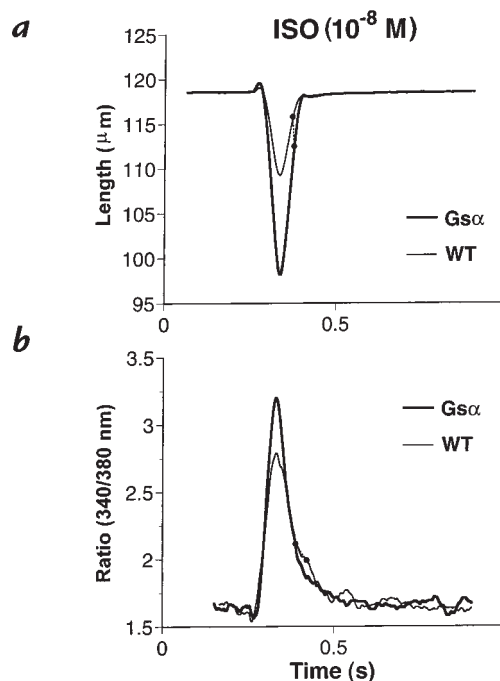 a
ISO (10⁻⁸ M)
Length (μm)
120
115
110
105
100
95
0
0.5
Gsα
WT
b
Ratio (340/380 nm)
3.5
3
2.5
2
1.5
0
0.5
Gsα
WT
Time (s)